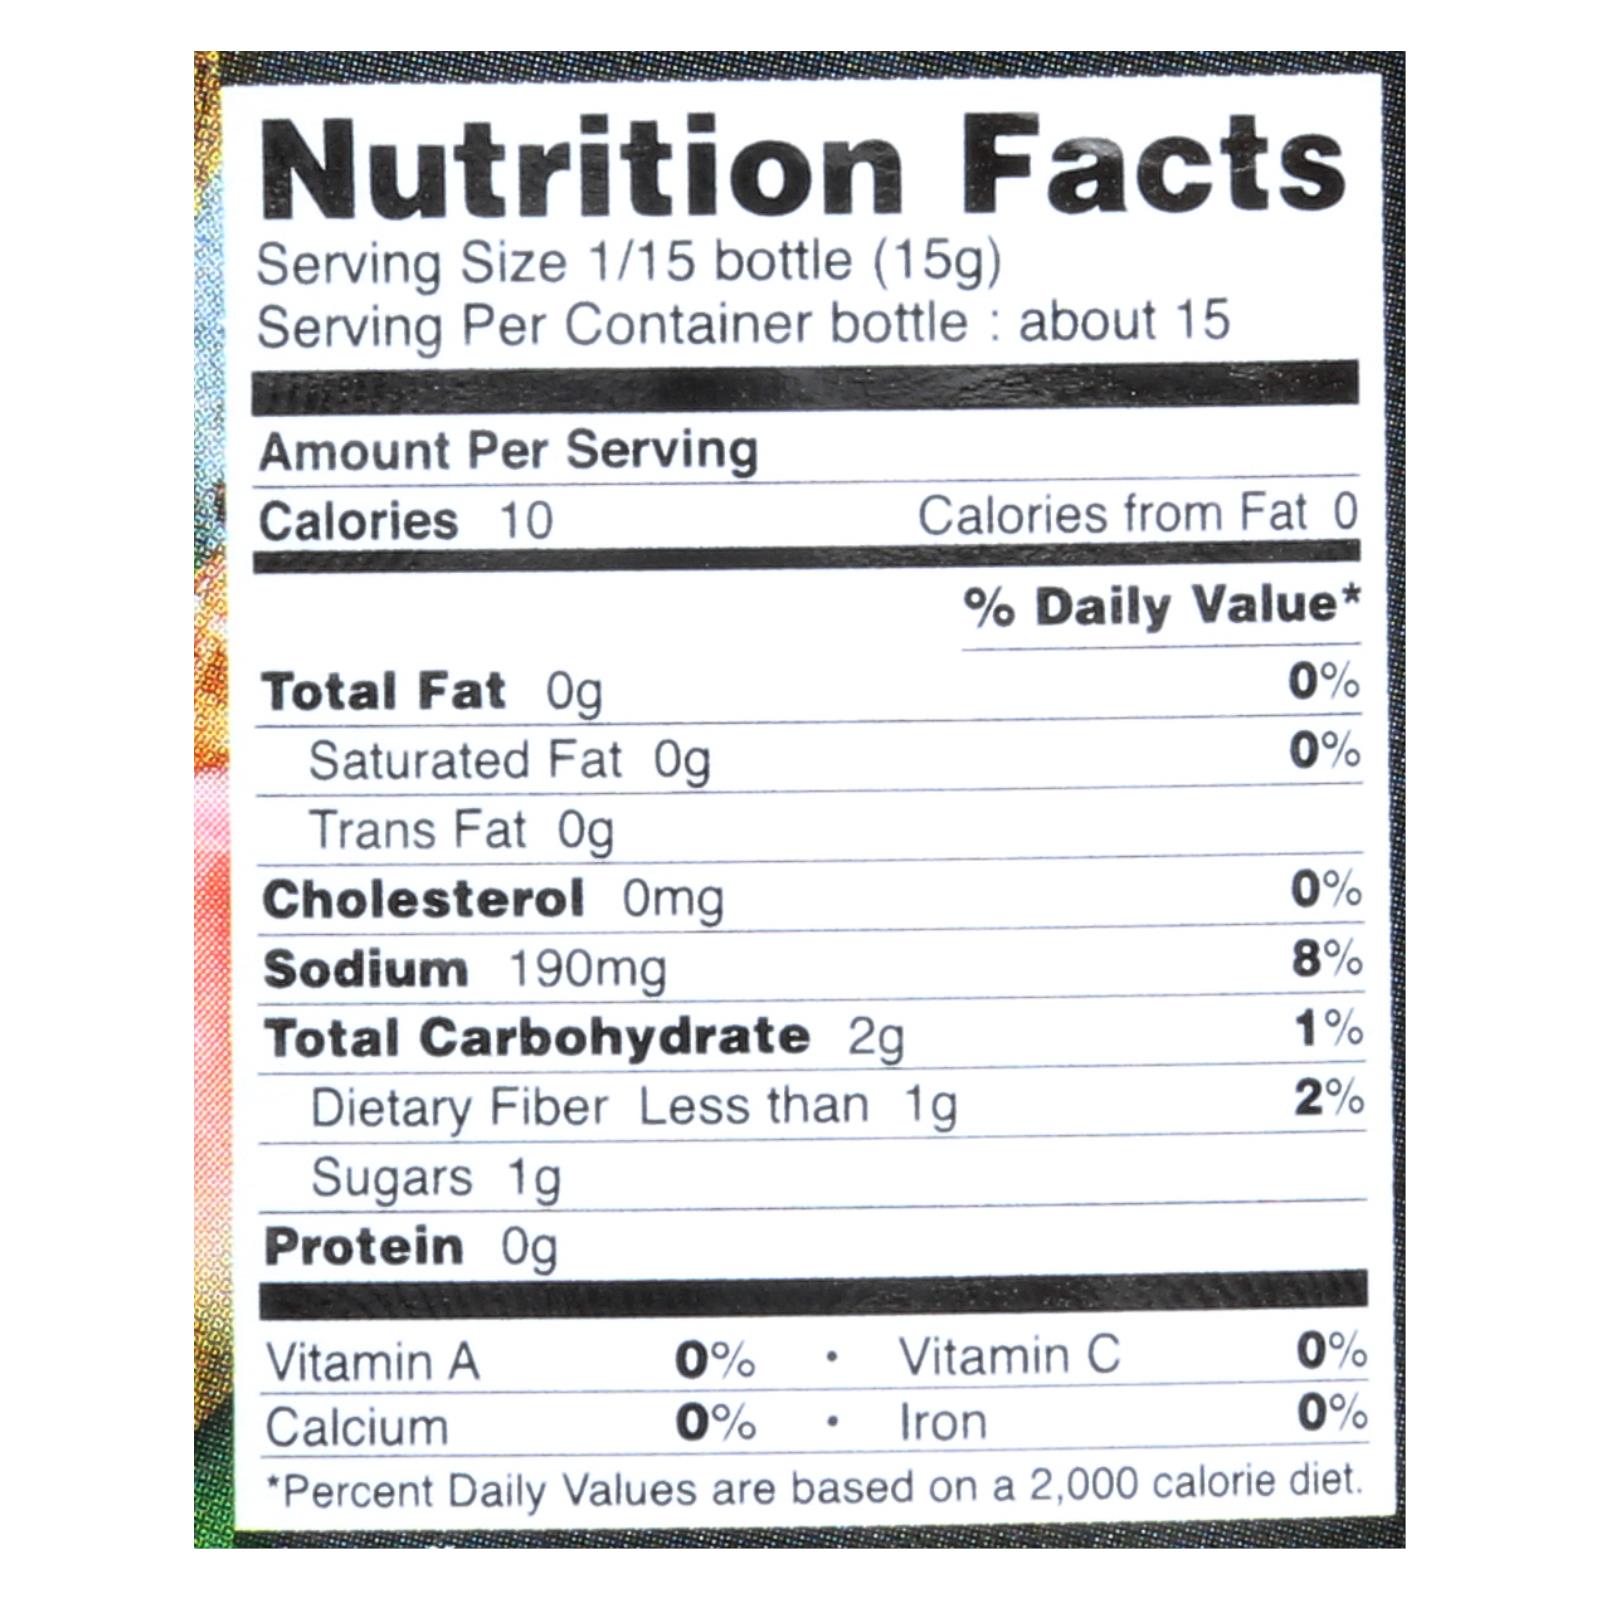 Nutrition Facts
Serving Size 1/15 bottle (15g)
Serving Per Container bottle : about 15
Amount Per Serving
Calories 10 Calories from Fat 0
% Daily Value*
Total Fat 0g 0%
Saturated Fat 0g 0%
Trans Fat 0g
Cholesterol 0mg 0%
Sodium 190mg 8%
Total Carbohydrate 2g 1%
Dietary Fiber Less than 1g 2%
Sugars 1g
Protein 0g
Vitamin A 0% • Vitamin C 0%
Calcium 0% • Iron 0%
*Percent Daily Values are based on a 2,000 calorie diet.